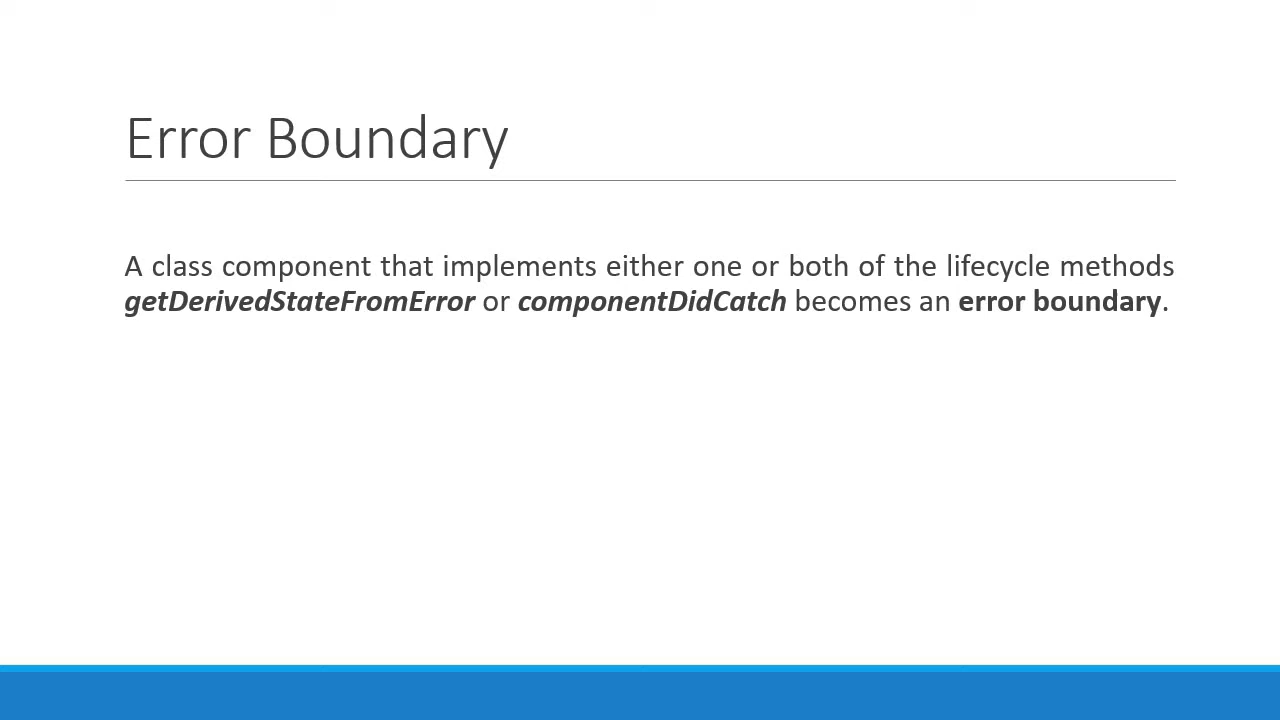 Error Boundary
A class component that implements either one or both of the lifecycle methods
getDerivedStateFromError or componentDidCatch becomes an error boundary.